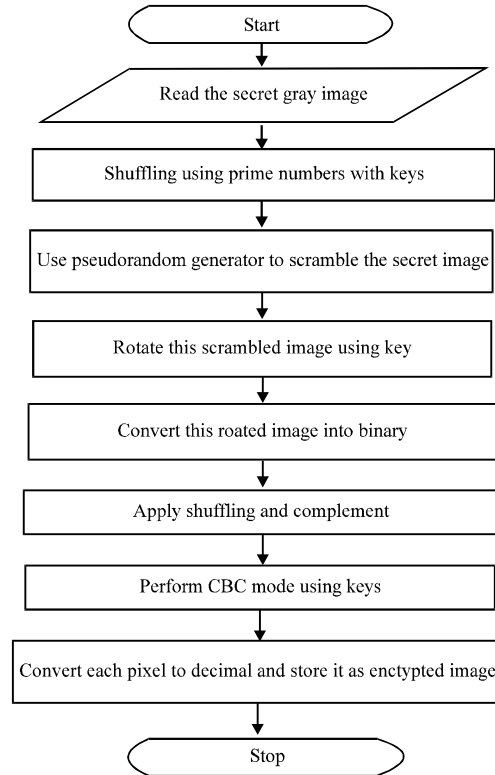 Start
Read the secret gray image
Shuffling using prime numbers with keys
Use pseudorandom generator to scramble the secret image
Rotate this scrambled image using key
Convert this roated image into binary
Apply shuffling and complement
Perform CBC mode using keys
Convert each pixel to decimal and store it as enctypted image
Stop